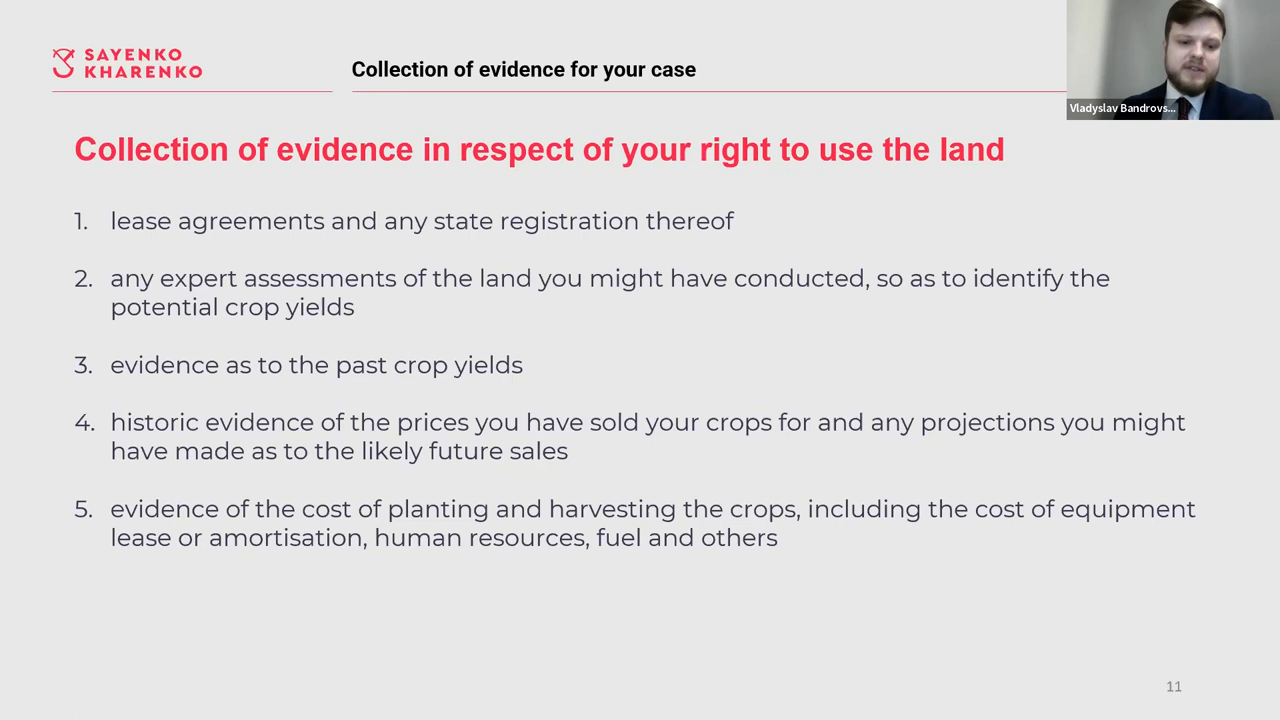 SAYENKO
KHARENKO
Collection of evidence for your case
Vladyslav Bandrovs...
Collection of evidence in respect of your right to use the land
1. lease agreements and any state registration thereof
2. any expert assessments of the land you might have conducted, so as to identify the
potential crop yields
3. evidence as to the past crop yields
4. historic evidence of the prices you have sold your crops for and any projections you might
have made as to the likely future sales
5. evidence of the cost of planting and harvesting the crops, including the cost of equipment
lease or amortisation, human resources, fuel and others
11